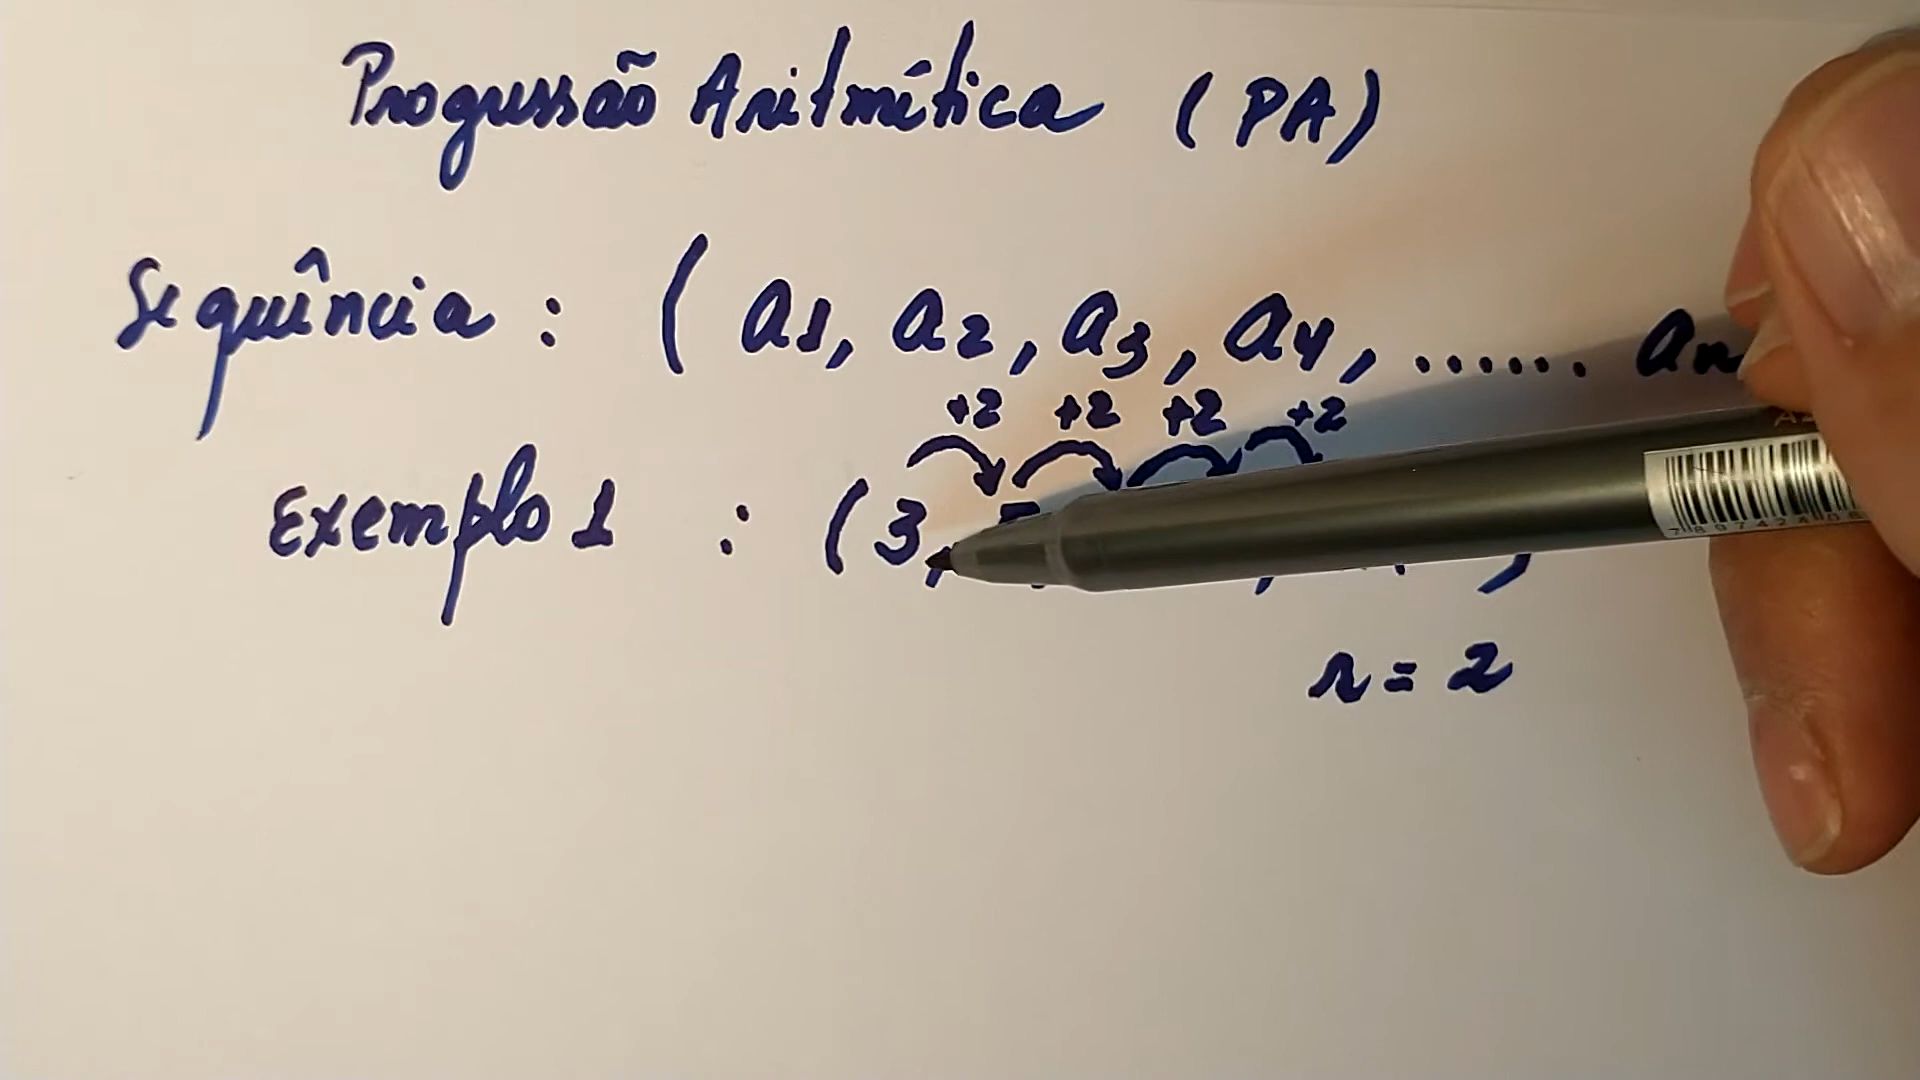 Progressão Aritmética (PA)
Sequência : ( a1, a2, a3, a4, ...... an
+2 +2 +2 +2
Exemplo 1 : (3,
r = 2